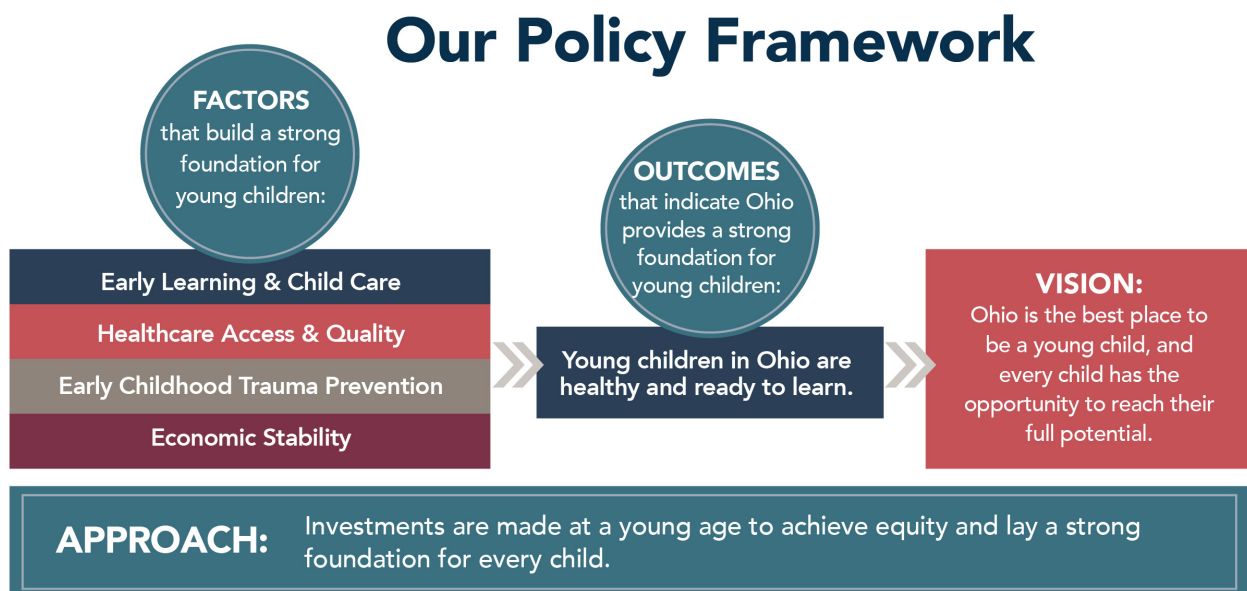 Our Policy Framework
FACTORS
that build a strong
foundation for
young children:
Early Learning & Child Care
Healthcare Access & Quality
Early Childhood Trauma Prevention
Economic Stability
OUTCOMES
that indicate Ohio
provides a strong
foundation for
young children:
Young children in Ohio are
healthy and ready to learn.
VISION:
Ohio is the best place to
be a young child, and
every child has the
opportunity to reach their
full potential.
APPROACH:
Investments are made at a young age to achieve equity and lay a strong
foundation for every child.